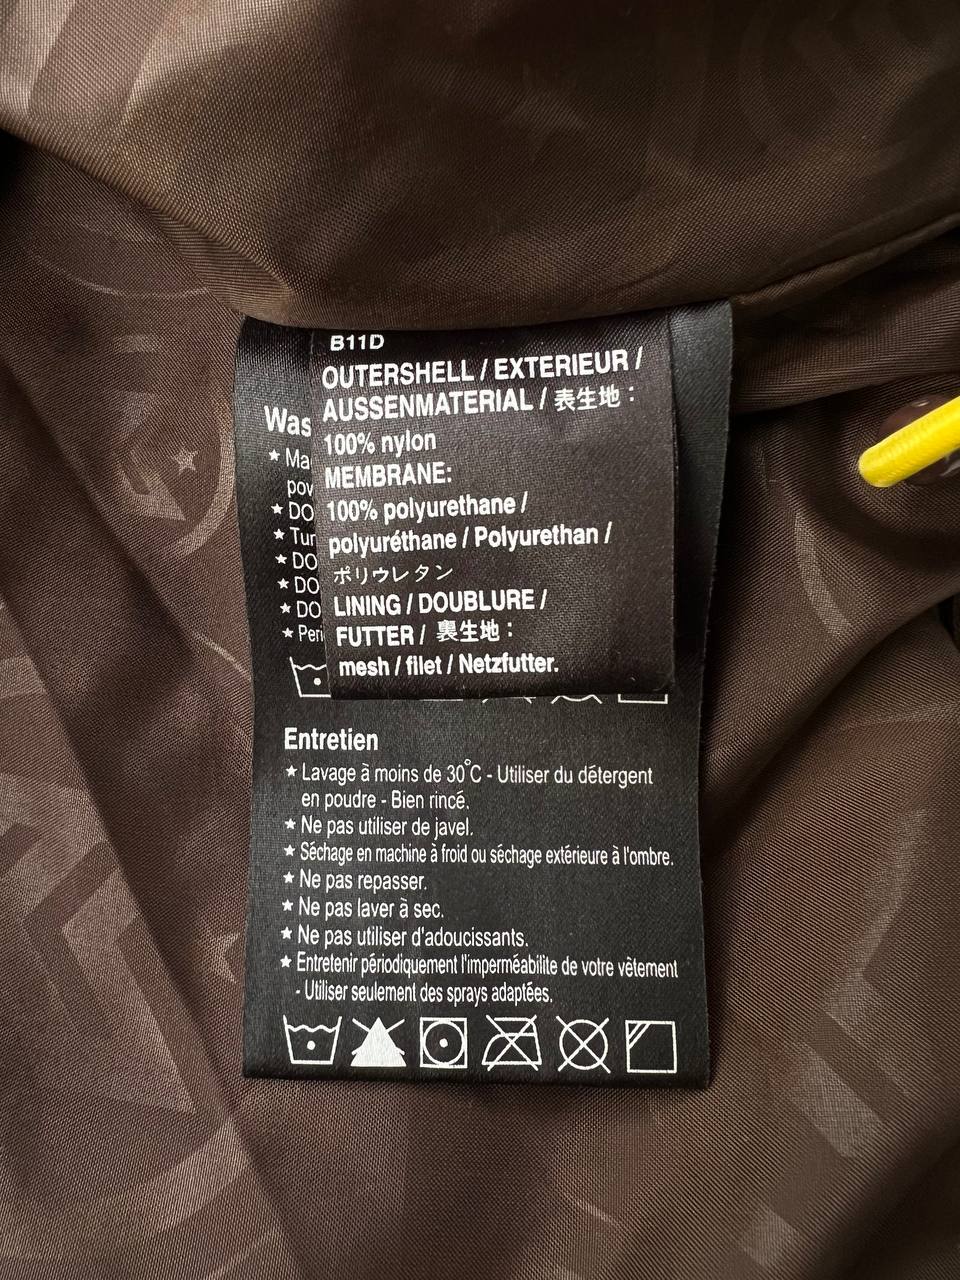 B11D
OUTERSHELL / EXTERIEUR /
AUSSENMATERIAL / 表生地：
100% nylon
MEMBRANE:
100% polyurethane /
polyuréthane / Polyurethan /
ポリウレタン
LINING / DOUBLURE /
FUTTER / 裏生地：
mesh / filet / Netzfutter.
★ DO
★ DO
★ DO
★ DO
Entretien
★ Lavage à moins de 30°C - Utiliser du détergent
en poudre - Bien rincé.
★ Ne pas utiliser de javel.
★ Séchage en machine à froid ou séchage extérieure à l'ombre.
★ Ne pas repasser.
★ Ne pas laver à sec.
★ Ne pas utiliser d'adoucissants.
★ Entretenir périodiquement l'imperméabilite de votre vêtement
- Utiliser seulement des sprays adaptées.